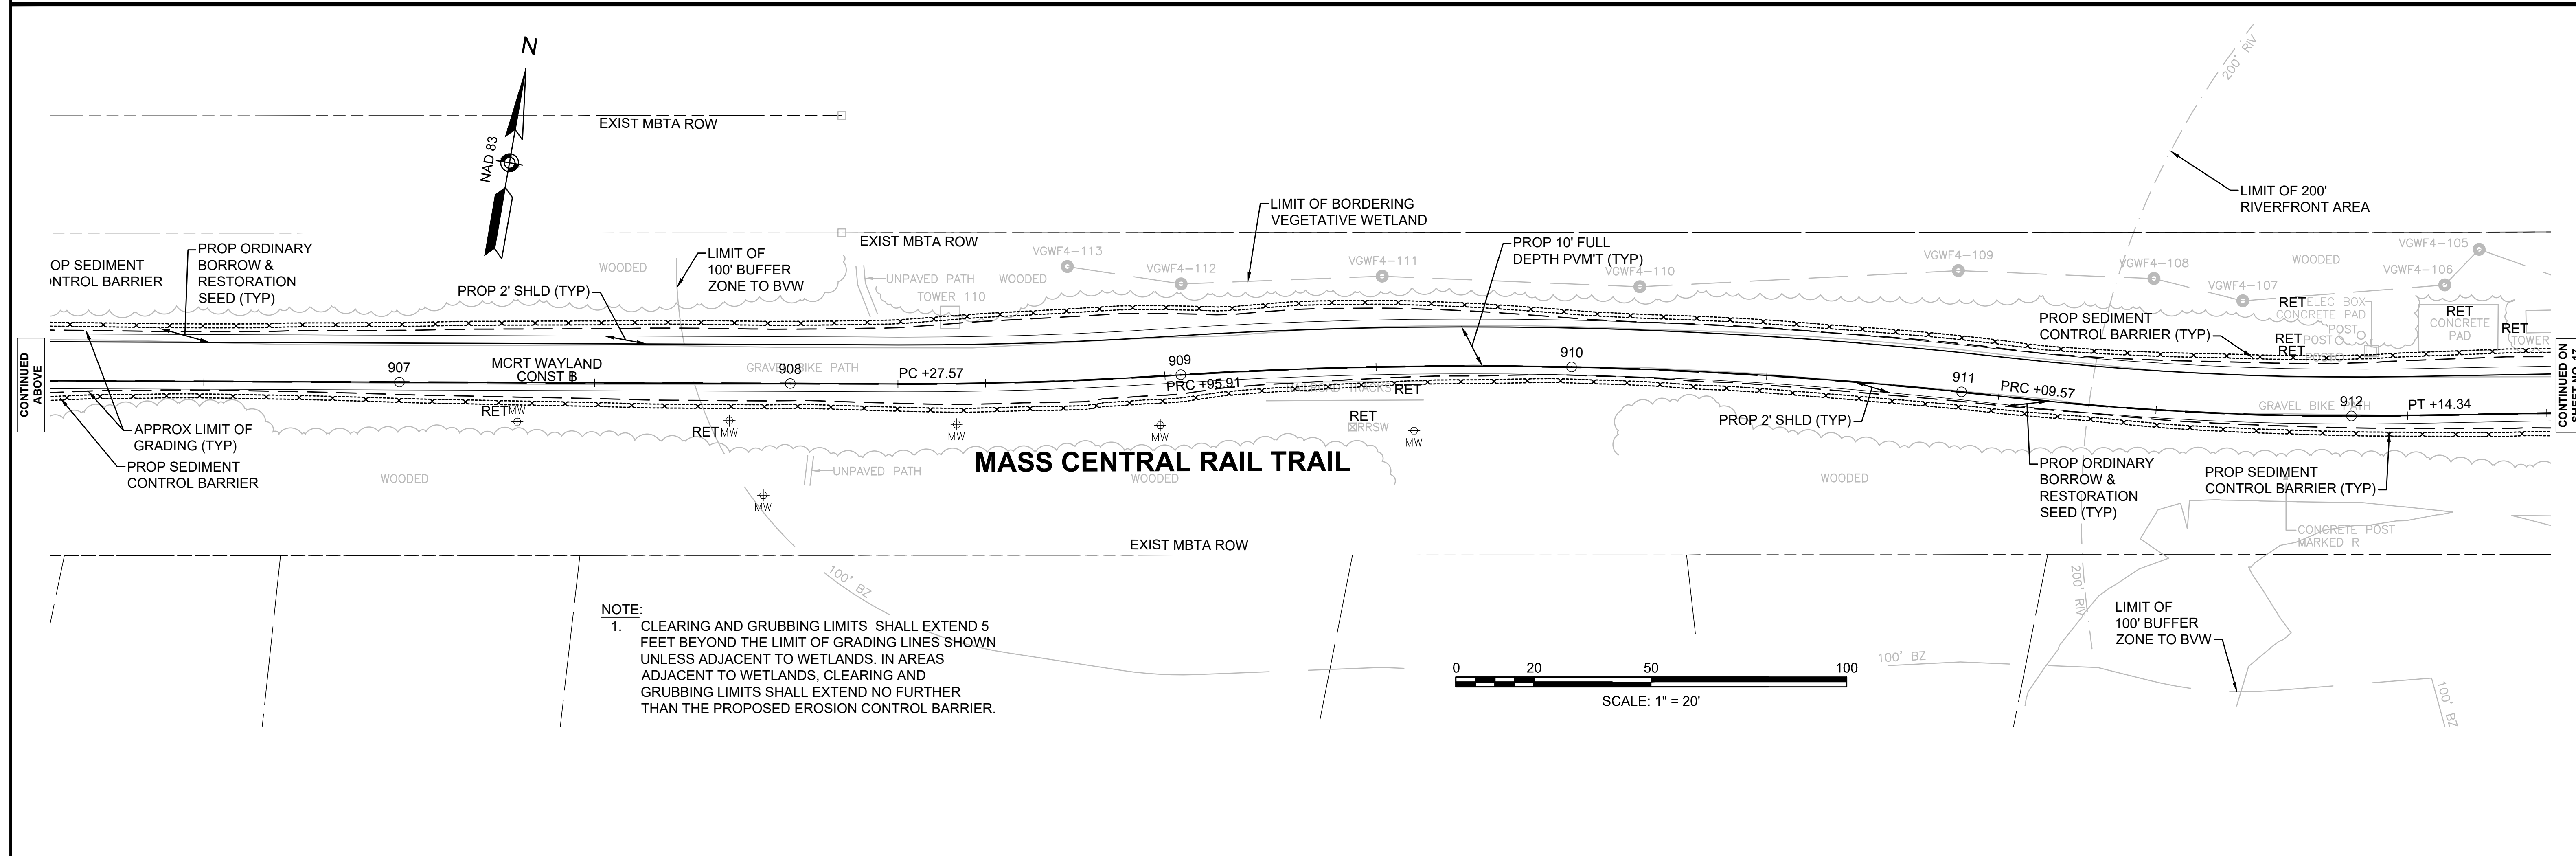 N
NAD 83
EXIST MBTA ROW
200' RIV
LIMIT OF 200'
RIVERFRONT AREA
LIMIT OF BORDERING
VEGETATIVE WETLAND
EXIST MBTA ROW
PROP ORDINARY
BORROW &
RESTORATION
SEED (TYP)
OP SEDIMENT
NTROL BARRIER
WOODED
LIMIT OF
100' BUFFER
ZONE TO BVW
PROP 2' SHLD (TYP)
UNPAVED PATH
WOODED
TOWER 110
VGWF4-113
VGWF4-112
VGWF4-111
PROP 10' FULL
DEPTH PVM'T (TYP)
VGWF4-110
VGWF4-109
VGWF4-108
VGWF4-107
VGWF4-106
VGWF4-105
WOODED
RET
ELEC BOX
CONCRETE PAD
POST
RET
POST
RET
RET
CONCRETE
PAD
RET
TOWER
PROP SEDIMENT
CONTROL BARRIER (TYP)
CONTINUED
ABOVE
907
MCRT WAYLAND
CONST B
GRAVEL BIKE PATH
908
PC +27.57
909
PRC +95.91
TRACKS
RET
910
911
PRC +09.57
GRAVEL BIKE PATH
912
PT +14.34
CONTINUED ON
SHEET NO. 47
APPROX LIMIT OF
GRADING (TYP)
PROP SEDIMENT
CONTROL BARRIER
RET
MW
RET
MW
MW
MW
RET
RRSW
MW
MW
PROP 2' SHLD (TYP)
WOODED
UNPAVED PATH
MASS CENTRAL RAIL TRAIL
WOODED
WOODED
PROP ORDINARY
BORROW &
RESTORATION
SEED (TYP)
PROP SEDIMENT
CONTROL BARRIER (TYP)
CONCRETE POST
MARKED R
EXIST MBTA ROW
100' BZ
200' RIV
LIMIT OF
100' BUFFER
ZONE TO BVW
100' BZ
100' BZ
NOTE:
1. CLEARING AND GRUBBING LIMITS SHALL EXTEND 5
FEET BEYOND THE LIMIT OF GRADING LINES SHOWN
UNLESS ADJACENT TO WETLANDS. IN AREAS
ADJACENT TO WETLANDS, CLEARING AND
GRUBBING LIMITS SHALL EXTEND NO FURTHER
THAN THE PROPOSED EROSION CONTROL BARRIER.
0 20 50 100
SCALE: 1" = 20'